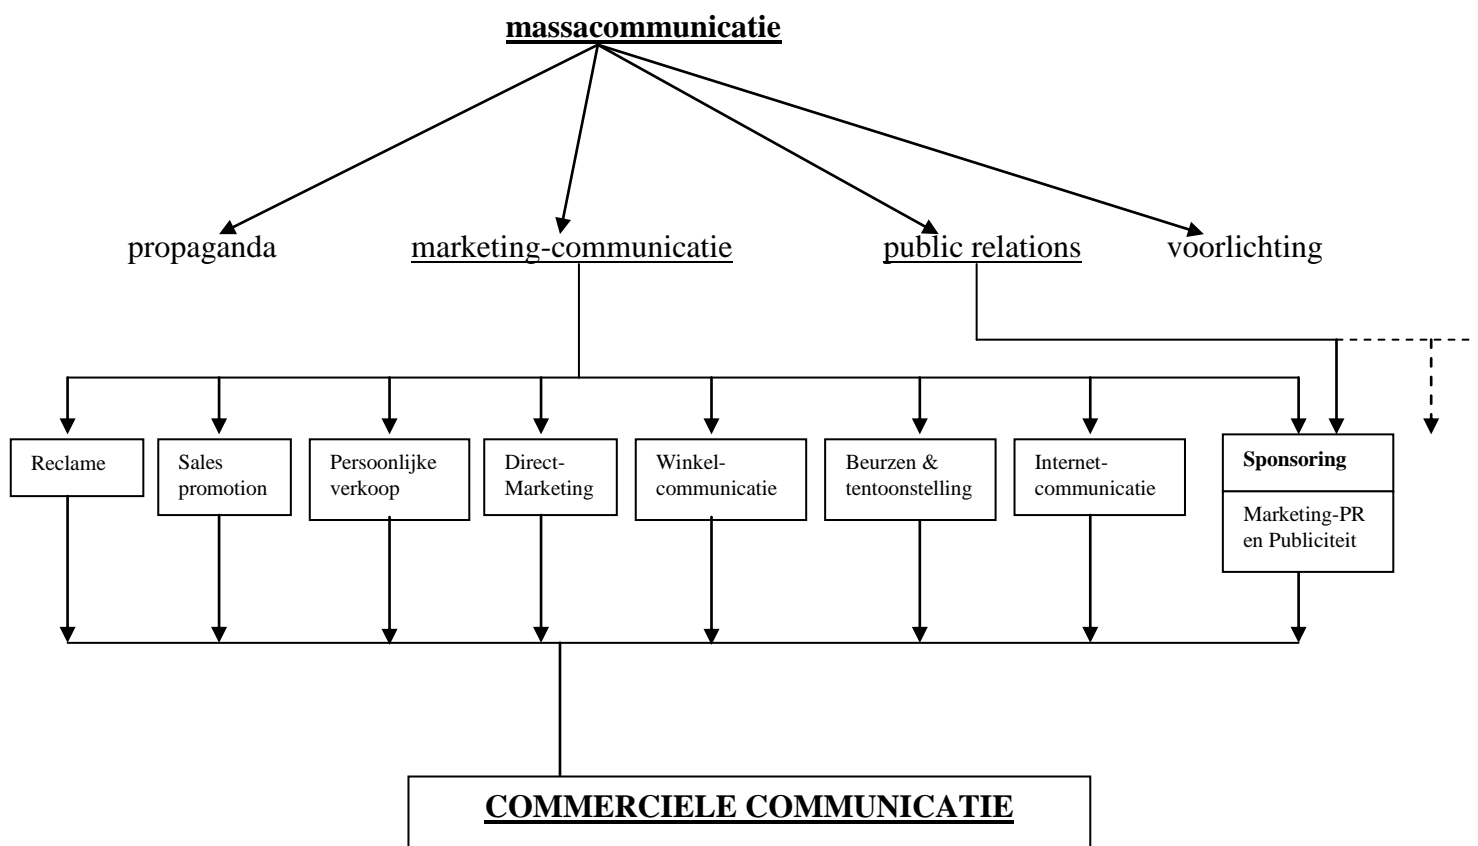 massacommunicatie
propaganda
marketing-communicatie
public relations
voorlichting
Reclame
Sales
promotion
Persoonlijke
verkoop
Direct-
Marketing
Winkel-
communicatie
Beurzen &
tentoonstelling
Internet-
communicatie
Sponsoring
Marketing-PR
en Publiciteit
COMMERCIELE COMMUNICATIE